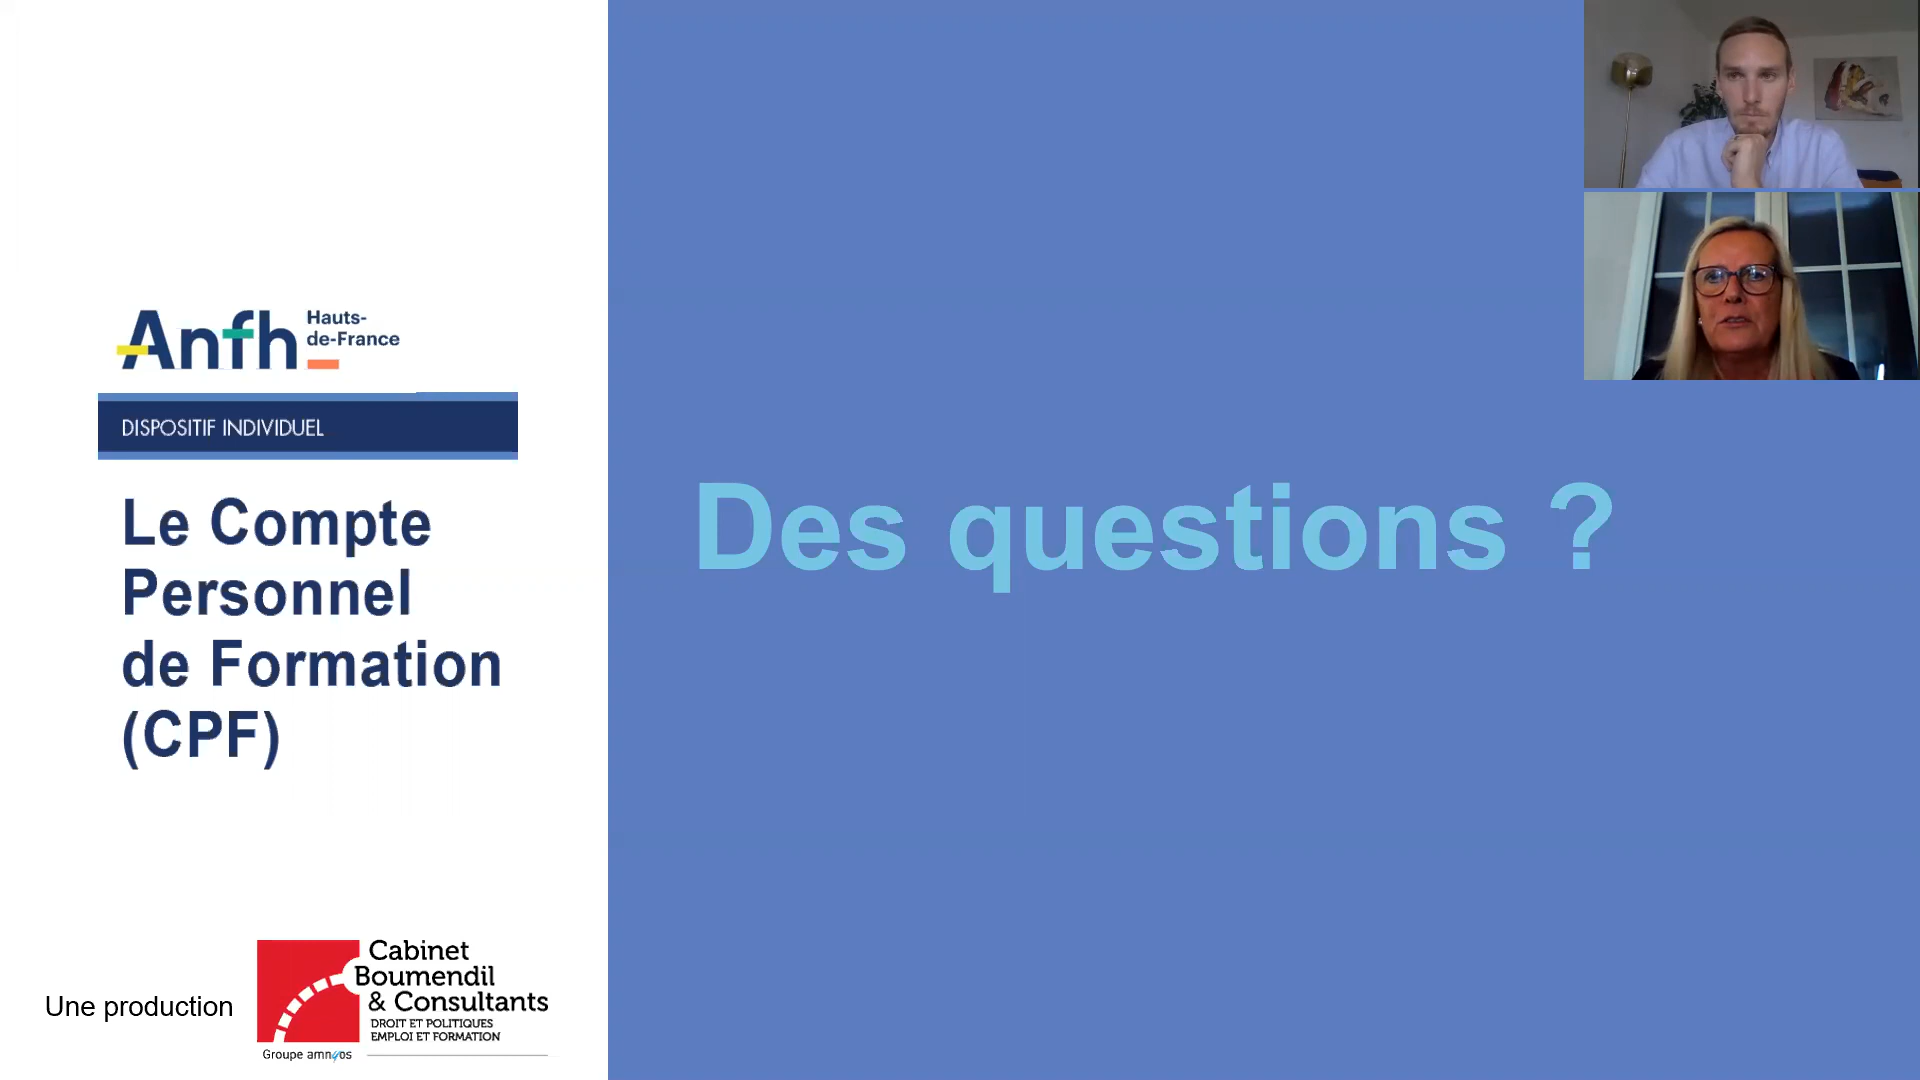 Anfh
Hauts-
de-France
DISPOSITIF INDIVIDUEL
Le Compte
Personnel
de Formation
(CPF)
Des questions ?
Une production
Cabinet
Boumendil
& Consultants
DROIT ET POLITIQUES
EMPLOI ET FORMATION
Groupe amnyos